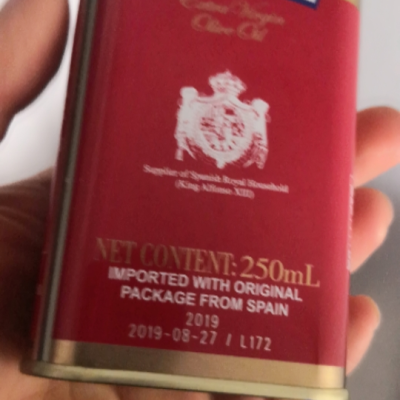 Extra Virgin
Olive Oil
Supplier of Spanish Royal Household
(King Alfonso XIII)
NET CONTENT: 250mL
IMPORTED WITH ORIGINAL
PACKAGE FROM SPAIN
2019
2019-08-27 / L172